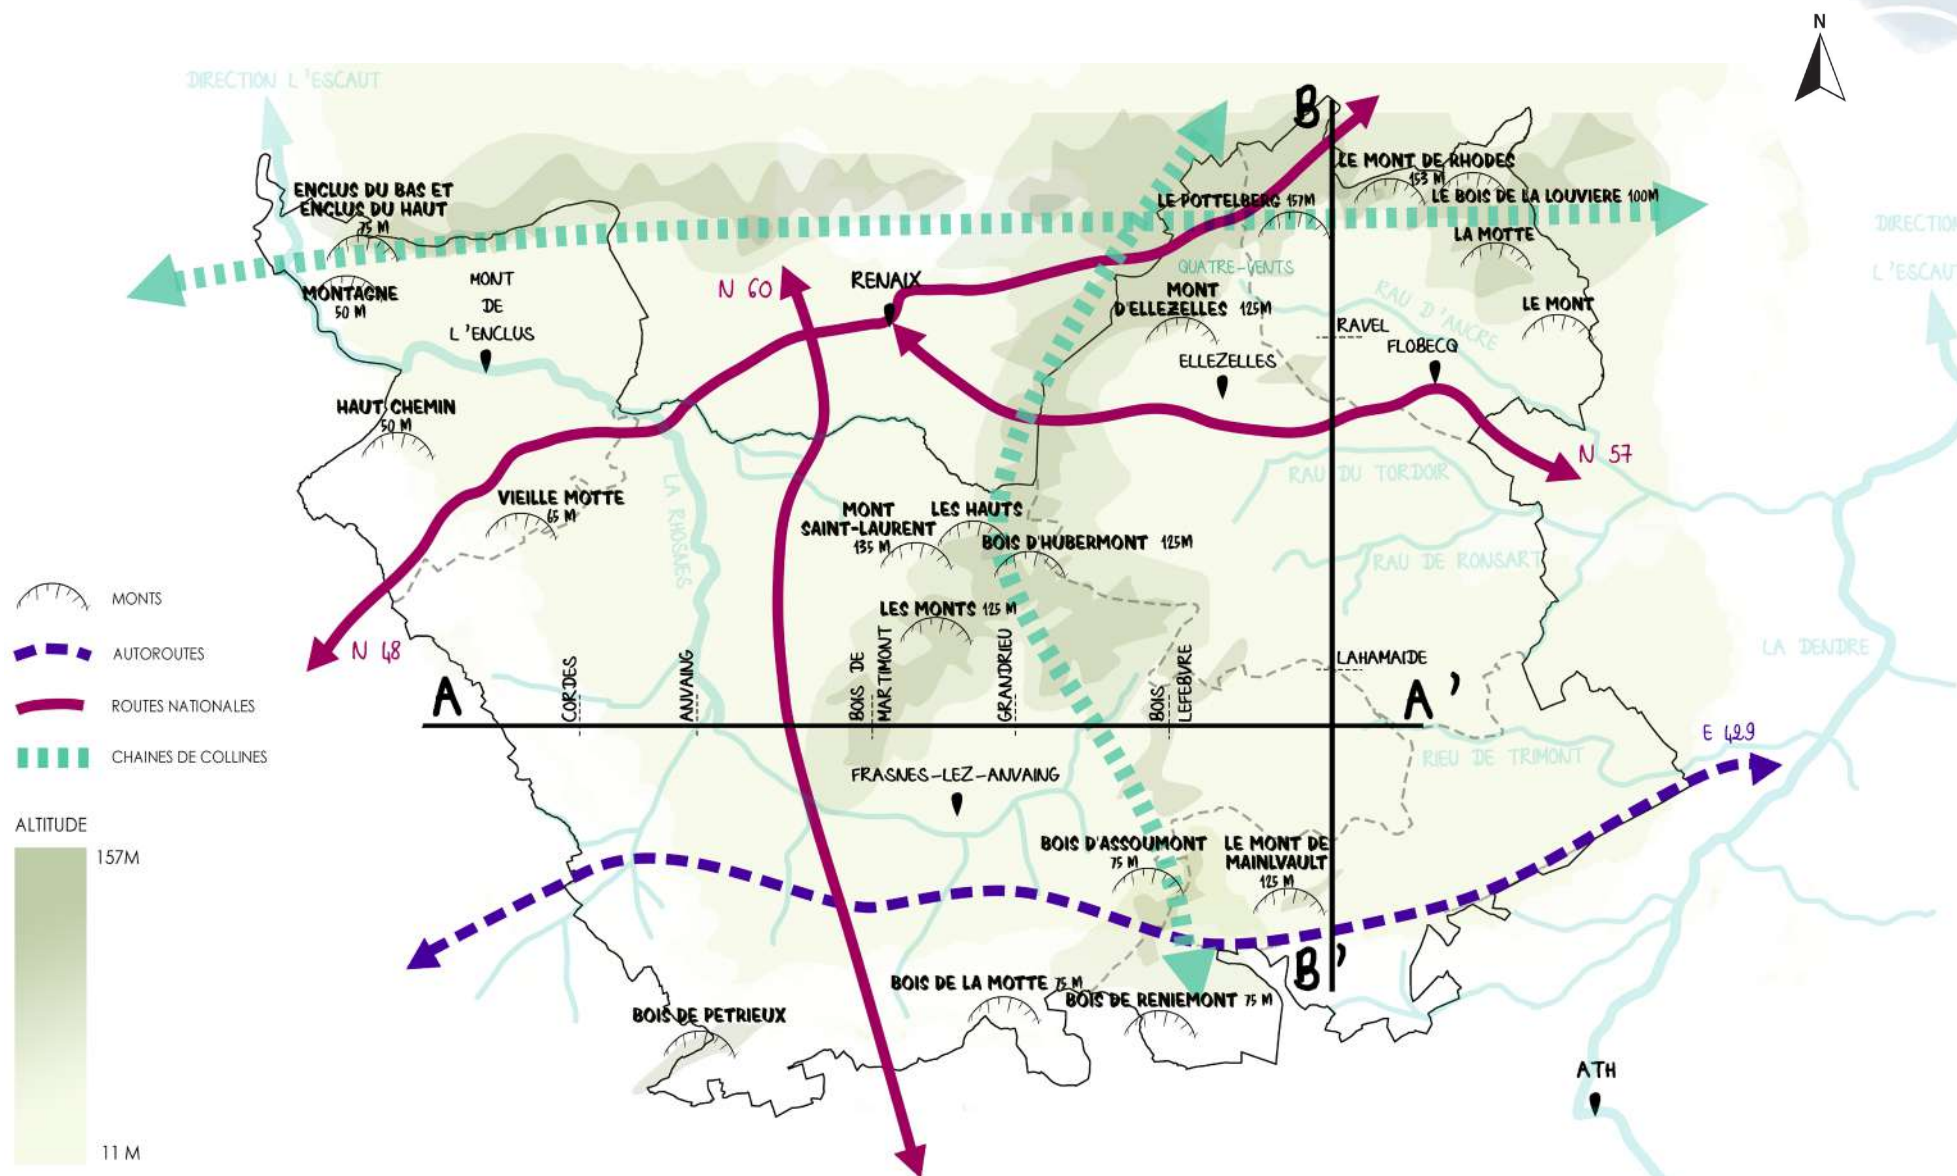 N
DIRECTION L'ESCAUT
B
LE MONT DE RHODES
153 M
LE BOIS DE LA LOUVIERE 100M
ENCLUS DU BAS ET
ENCLUS DU HAUT
75 M
LE POTTELBERG 157M
LA MOTTE
DIRECTION
L'ESCAUT
MONTAGNE
50 M
MONT
DE
L'ENCLUS
N 60
RENAIX
QUATRE-VENTS
MONT
D'ELLEZELLES 125M
RAU D'ANCRE
LE MONT
RAVEL
FLOBECQ
ELLEZELLES
HAUT CHEMIN
50 M
N 57
RAU DU TORDOIR
LA RHOSNES
VIEILLE MOTTE
65 M
MONT
SAINT-LAURENT
135 M
LES HAUTS
BOIS D'HUBERMONT 125M
RAU DE RONSART
LES MONTS 125 M
N 48
LAHAMAIDE
LA DENDRE
A
CORDES
ANVAING
BOIS DE
MARTIMONT
GRANDRIEU
BOIS
LEFEBVRE
A'
E 429
RIEU DE TRIMONT
FRASNES-LEZ-ANVAING
BOIS D'ASSOUMONT
75 M
LE MONT DE
MAINLVAULT
125 M
B'
BOIS DE LA MOTTE 75 M
BOIS DE RENIEMONT 75 M
BOIS DE PETRIEUX
ATH
MONTS
AUTOROUTES
ROUTES NATIONALES
CHAINES DE COLLINES
ALTITUDE
157M
11 M